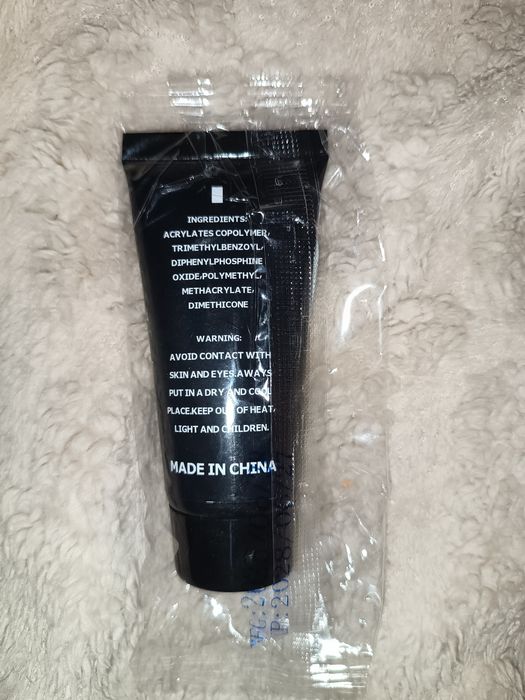 INGREDIENTS:
ACRYLATES COPOLYMER,
TRIMETHYLBENZOYL
DIPHENYLPHOSPHINE
OXIDE,POLYMETHYL
METHACRYLATE,
DIMETHICONE
WARNING:
AVOID CONTACT WITH
SKIN AND EYES.AWAYS
PUT IN A DRY AND COOL
PLACE.KEEP OUT OF HEAT,
LIGHT AND CHILDREN.
MADE IN CHINA